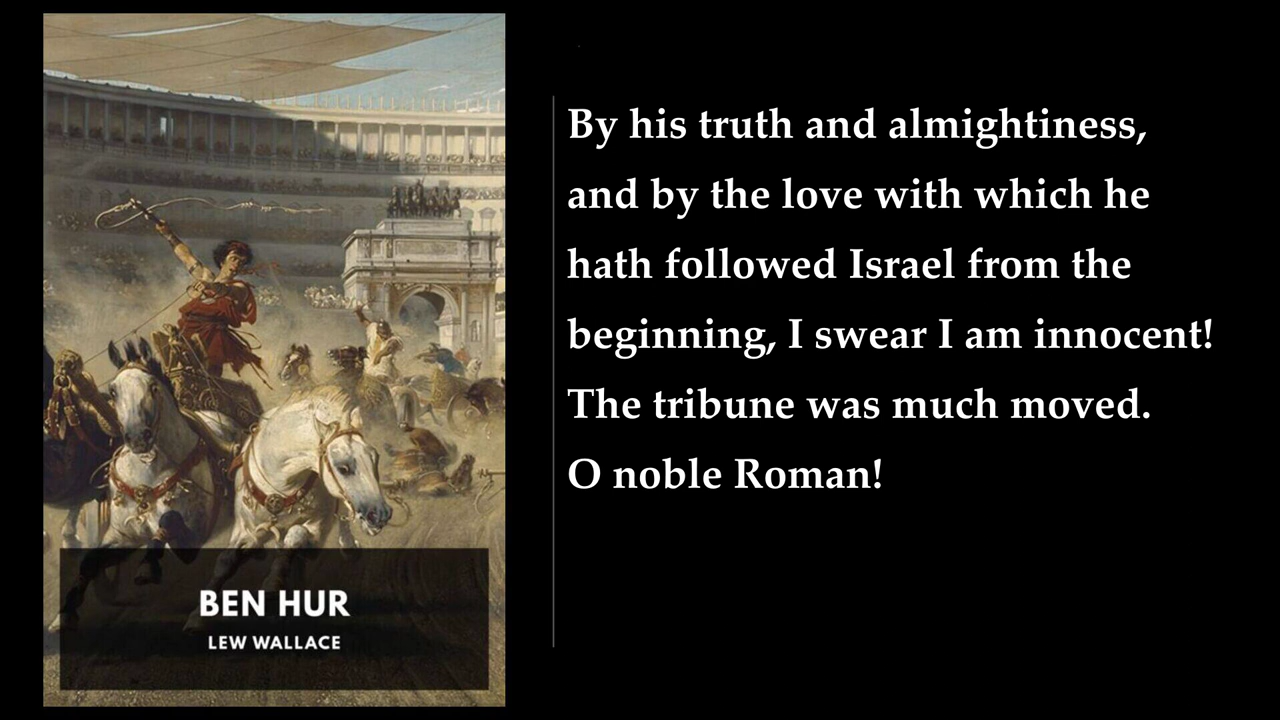 By his truth and almightiness,
and by the love with which he
hath followed Israel from the
beginning, I swear I am innocent!
The tribune was much moved.
O noble Roman!
BEN HUR
LEW WALLACE